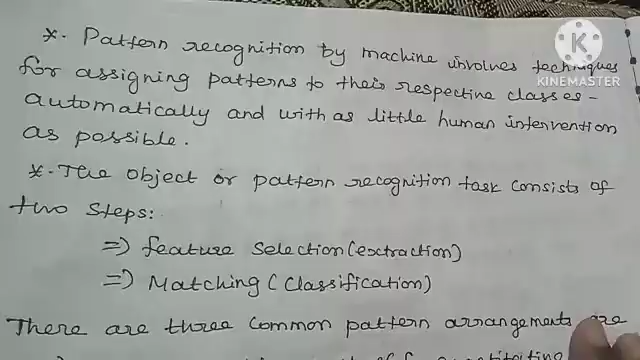 *. Pattern recognition by machine involves techniques
for assigning patterns to their respective classes -
automatically and with as little human intervention
as possible.
*. The object or pattern recognition task consists of
two steps:
=) feature selection(extraction)
=) Matching (classification)
There are three common pattern arrangements are
K
KINEMASTER